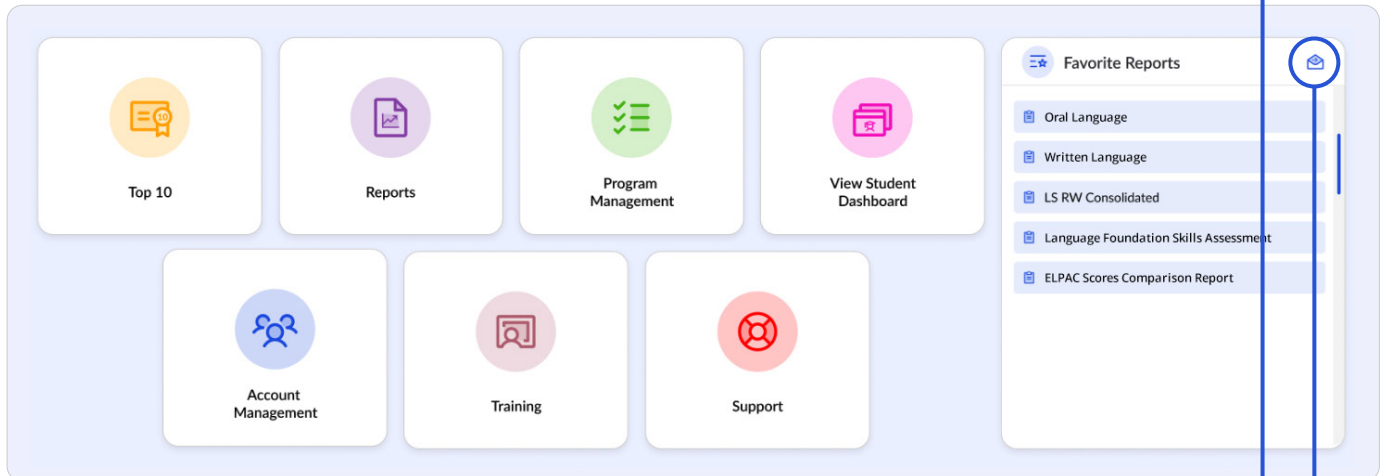 Top 10
Reports
Program
Management
View Student
Dashboard
Favorite Reports
Oral Language
Written Language
LS RW Consolidated
Language Foundation Skills Assessment
ELPAC Scores Comparison Report
Account
Management
Training
Support
10